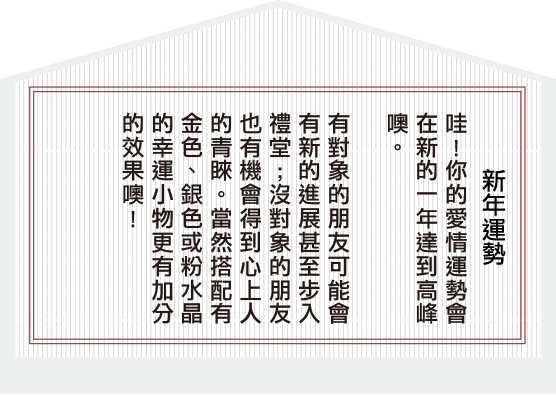 新年運勢
哇！你的愛情運勢會
在新的一年達到高峰
噢。
有對象的朋友可能會
有新的進展甚至步入
禮堂；沒對象的朋友
也有機會得到心上人
的青睞。當然搭配有
金色、銀色或粉水晶
的幸運小物更有加分
的效果噢！